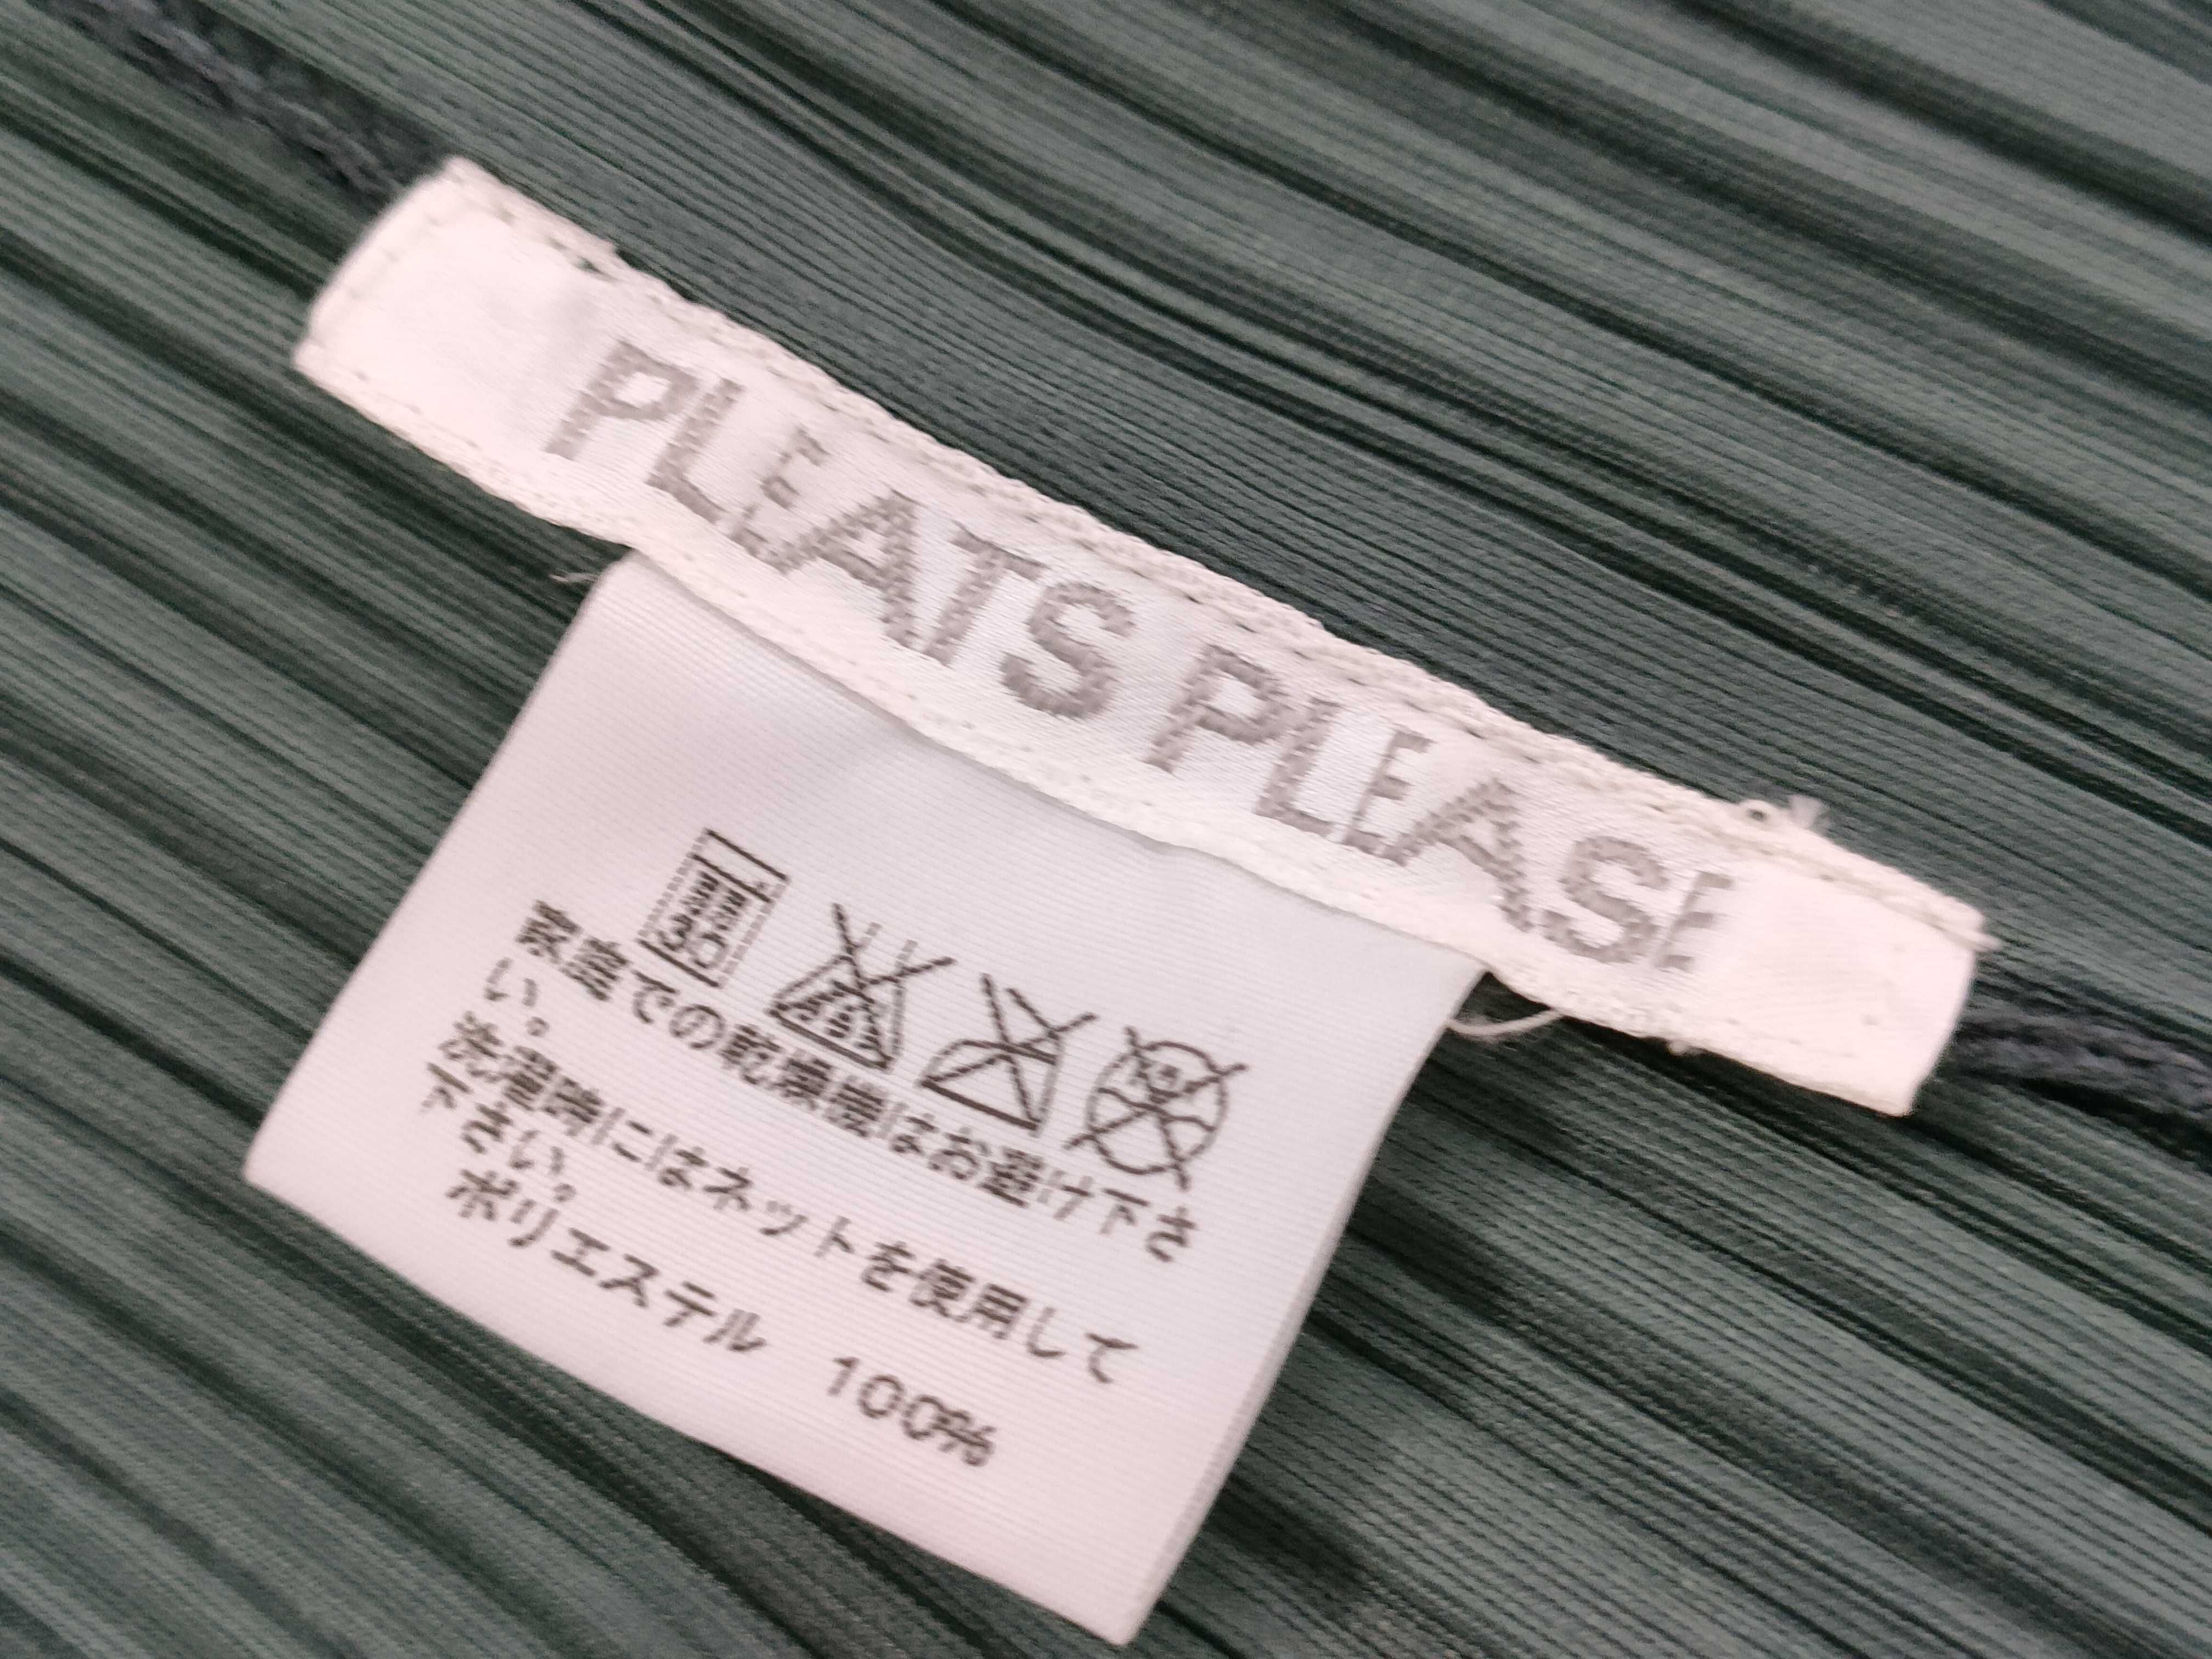 PLEATS PLEASE
30
家庭での乾燥機はお避け下さ
い。
洗濯時にはネットを使用して
下さい。
ポリエステル 100%